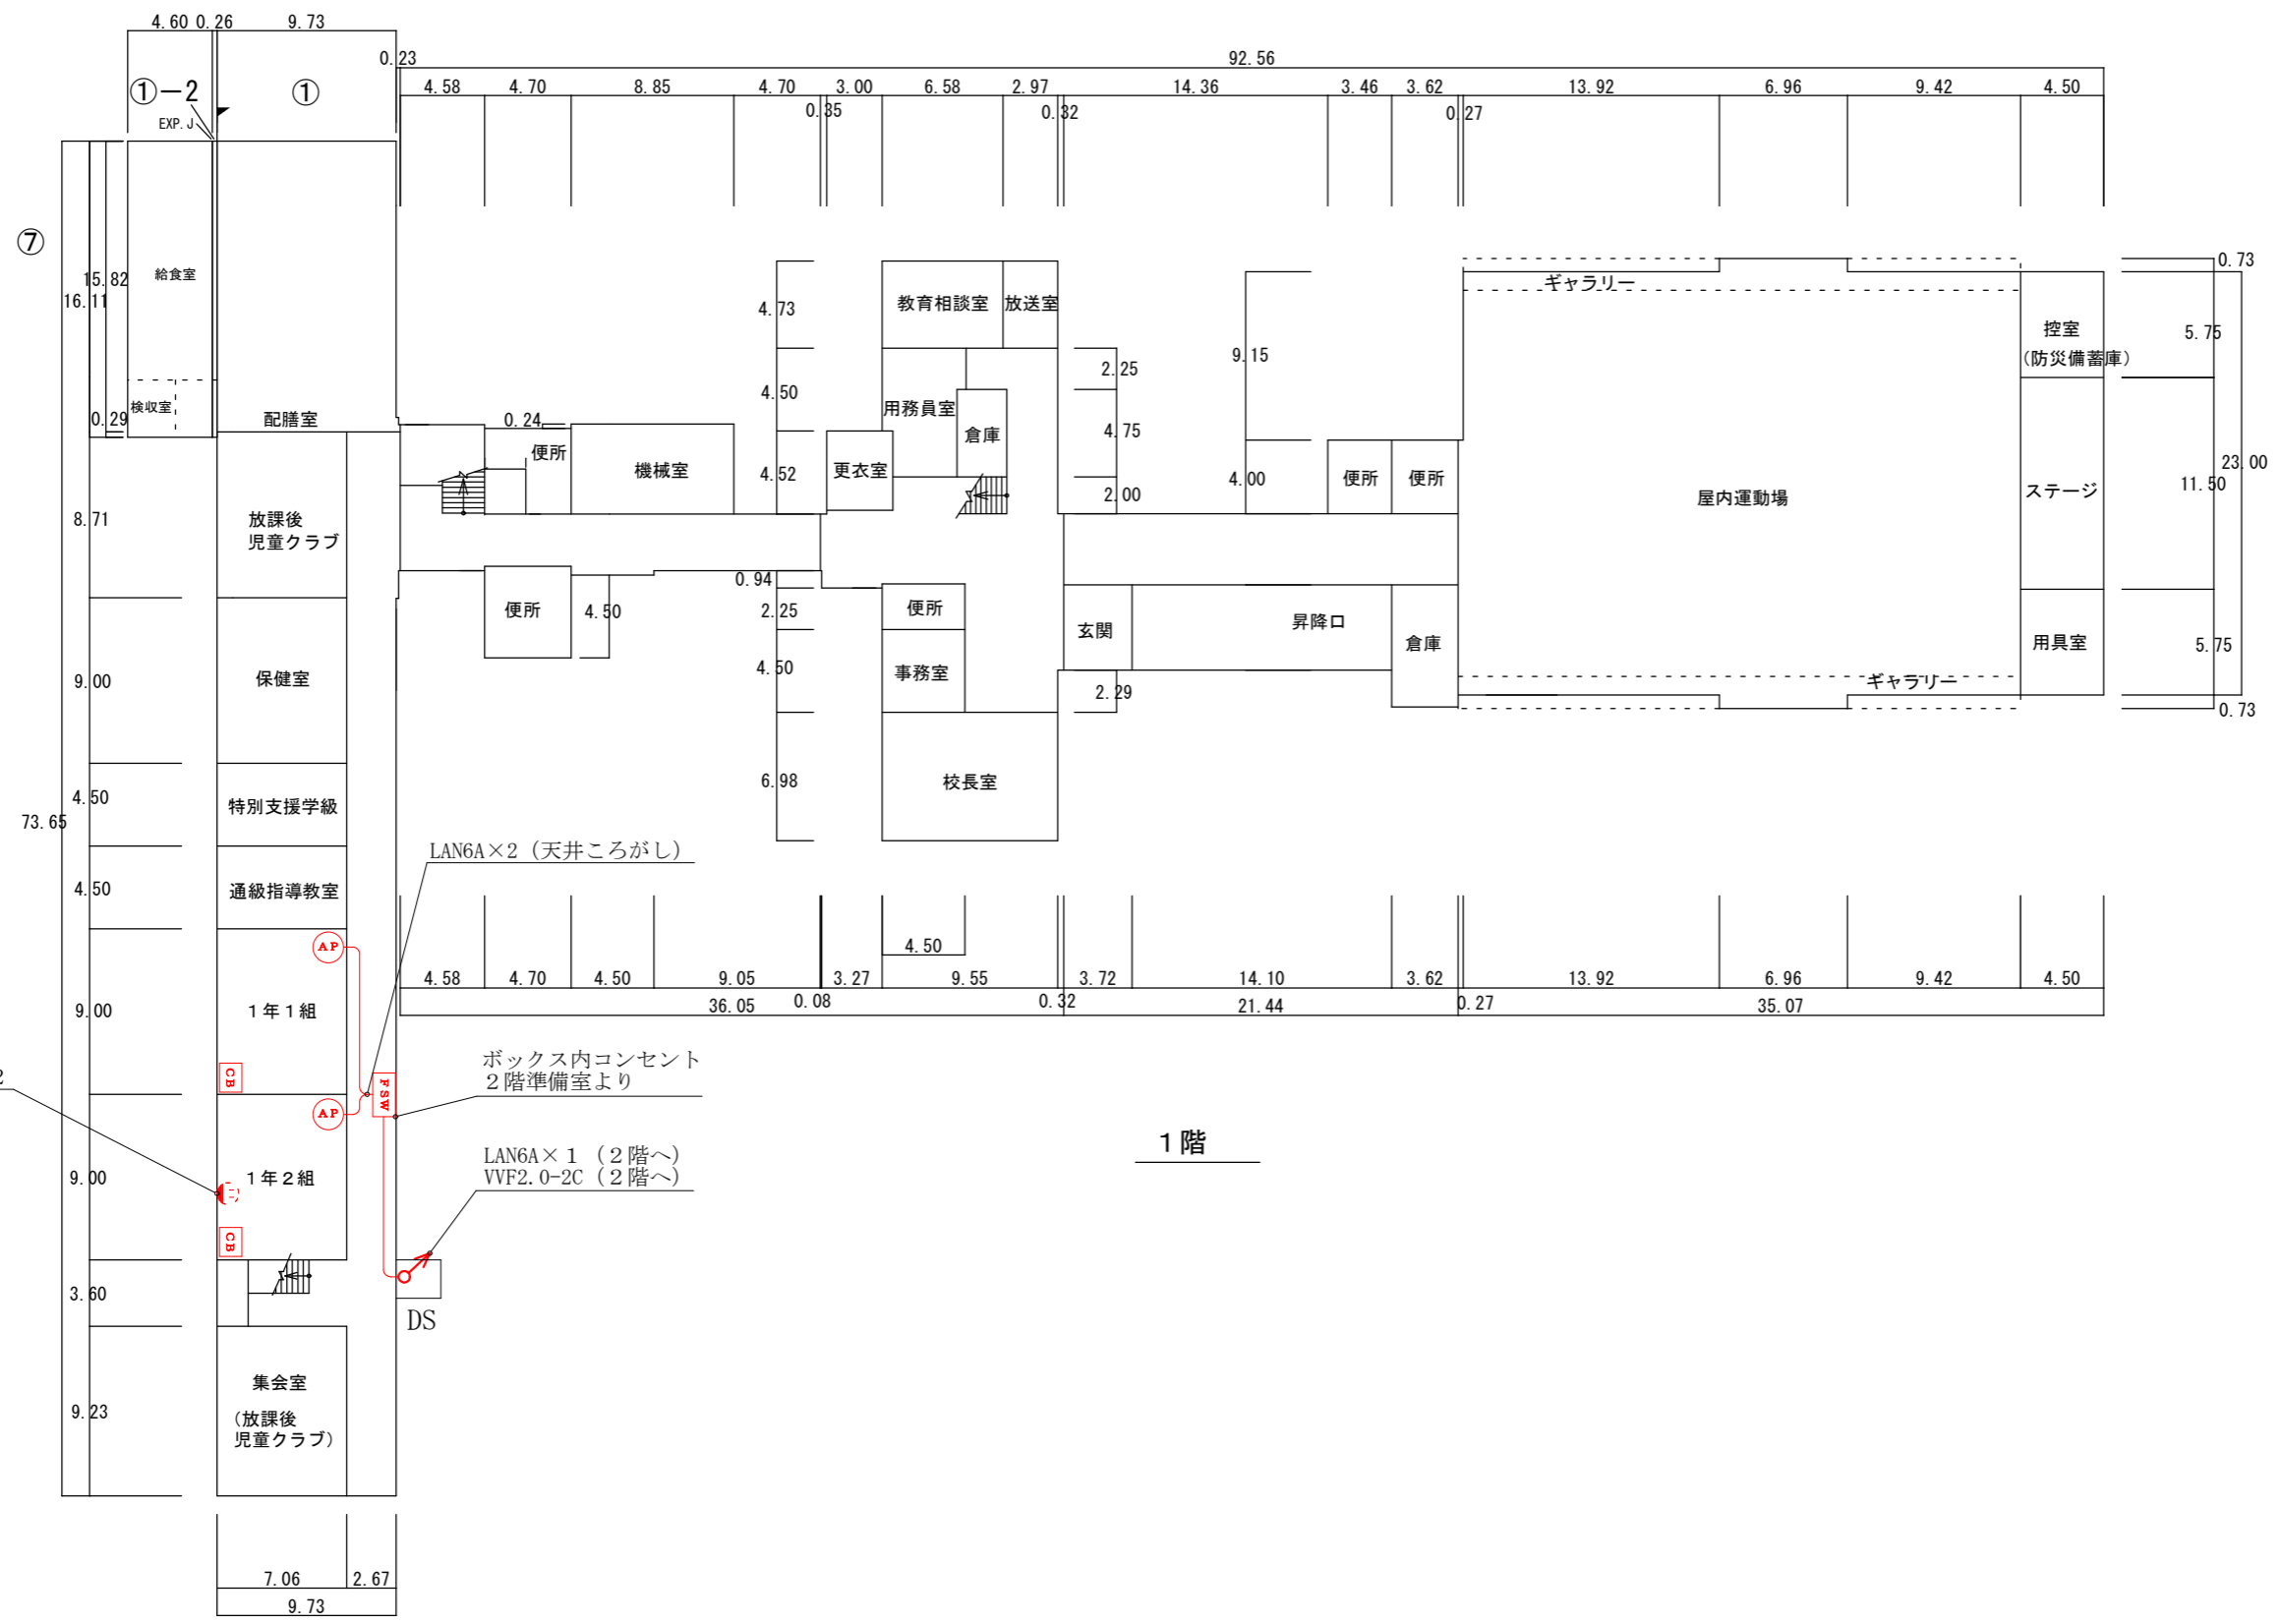 4.60 0.26 9.73
0.23
92.56
①－2
①
EXP.J
4.58 4.70 8.85 4.70 3.00 6.58 2.97 14.36 3.46 3.62 13.92 6.96 9.42 4.50
0.35 0.32 0.27
⑦
15.82
16.11
0.29
給食室
検収室
配膳室
0.24
便所
機械室
4.73
4.50
4.52
更衣室
教育相談室
放送室
用務員室
倉庫
2.25
4.75
2.00
9.15
4.00
便所
便所
ギャラリー
屋内運動場
控室
(防災備蓄庫)
ステージ
用具室
ギャラリー
0.73
5.75
23.00
11.50
5.75
0.73
8.71
放課後
児童クラブ
便所
4.50
0.94
2.25
4.50
6.98
便所
事務室
校長室
玄関
昇降口
倉庫
2.29
9.00
保健室
4.50
特別支援学級
73.65
4.50
通級指導教室
LAN6A×2（天井ころがし）
AP
9.00
１年１組
CB
FSW
4.50
4.58 4.70 4.50 9.05 3.27 9.55 3.72 14.10 3.62 13.92 6.96 9.42 4.50
36.05 0.08 0.32 21.44 0.27 35.07
ボックス内コンセント
２階準備室より
2
AP
9.00
１年２組
CB
LAN6A×１（２階へ）
VVF2.0-2C（２階へ）
１階
3.60
DS
9.23
集会室
(放課後
児童クラブ)
7.06 2.67
9.73